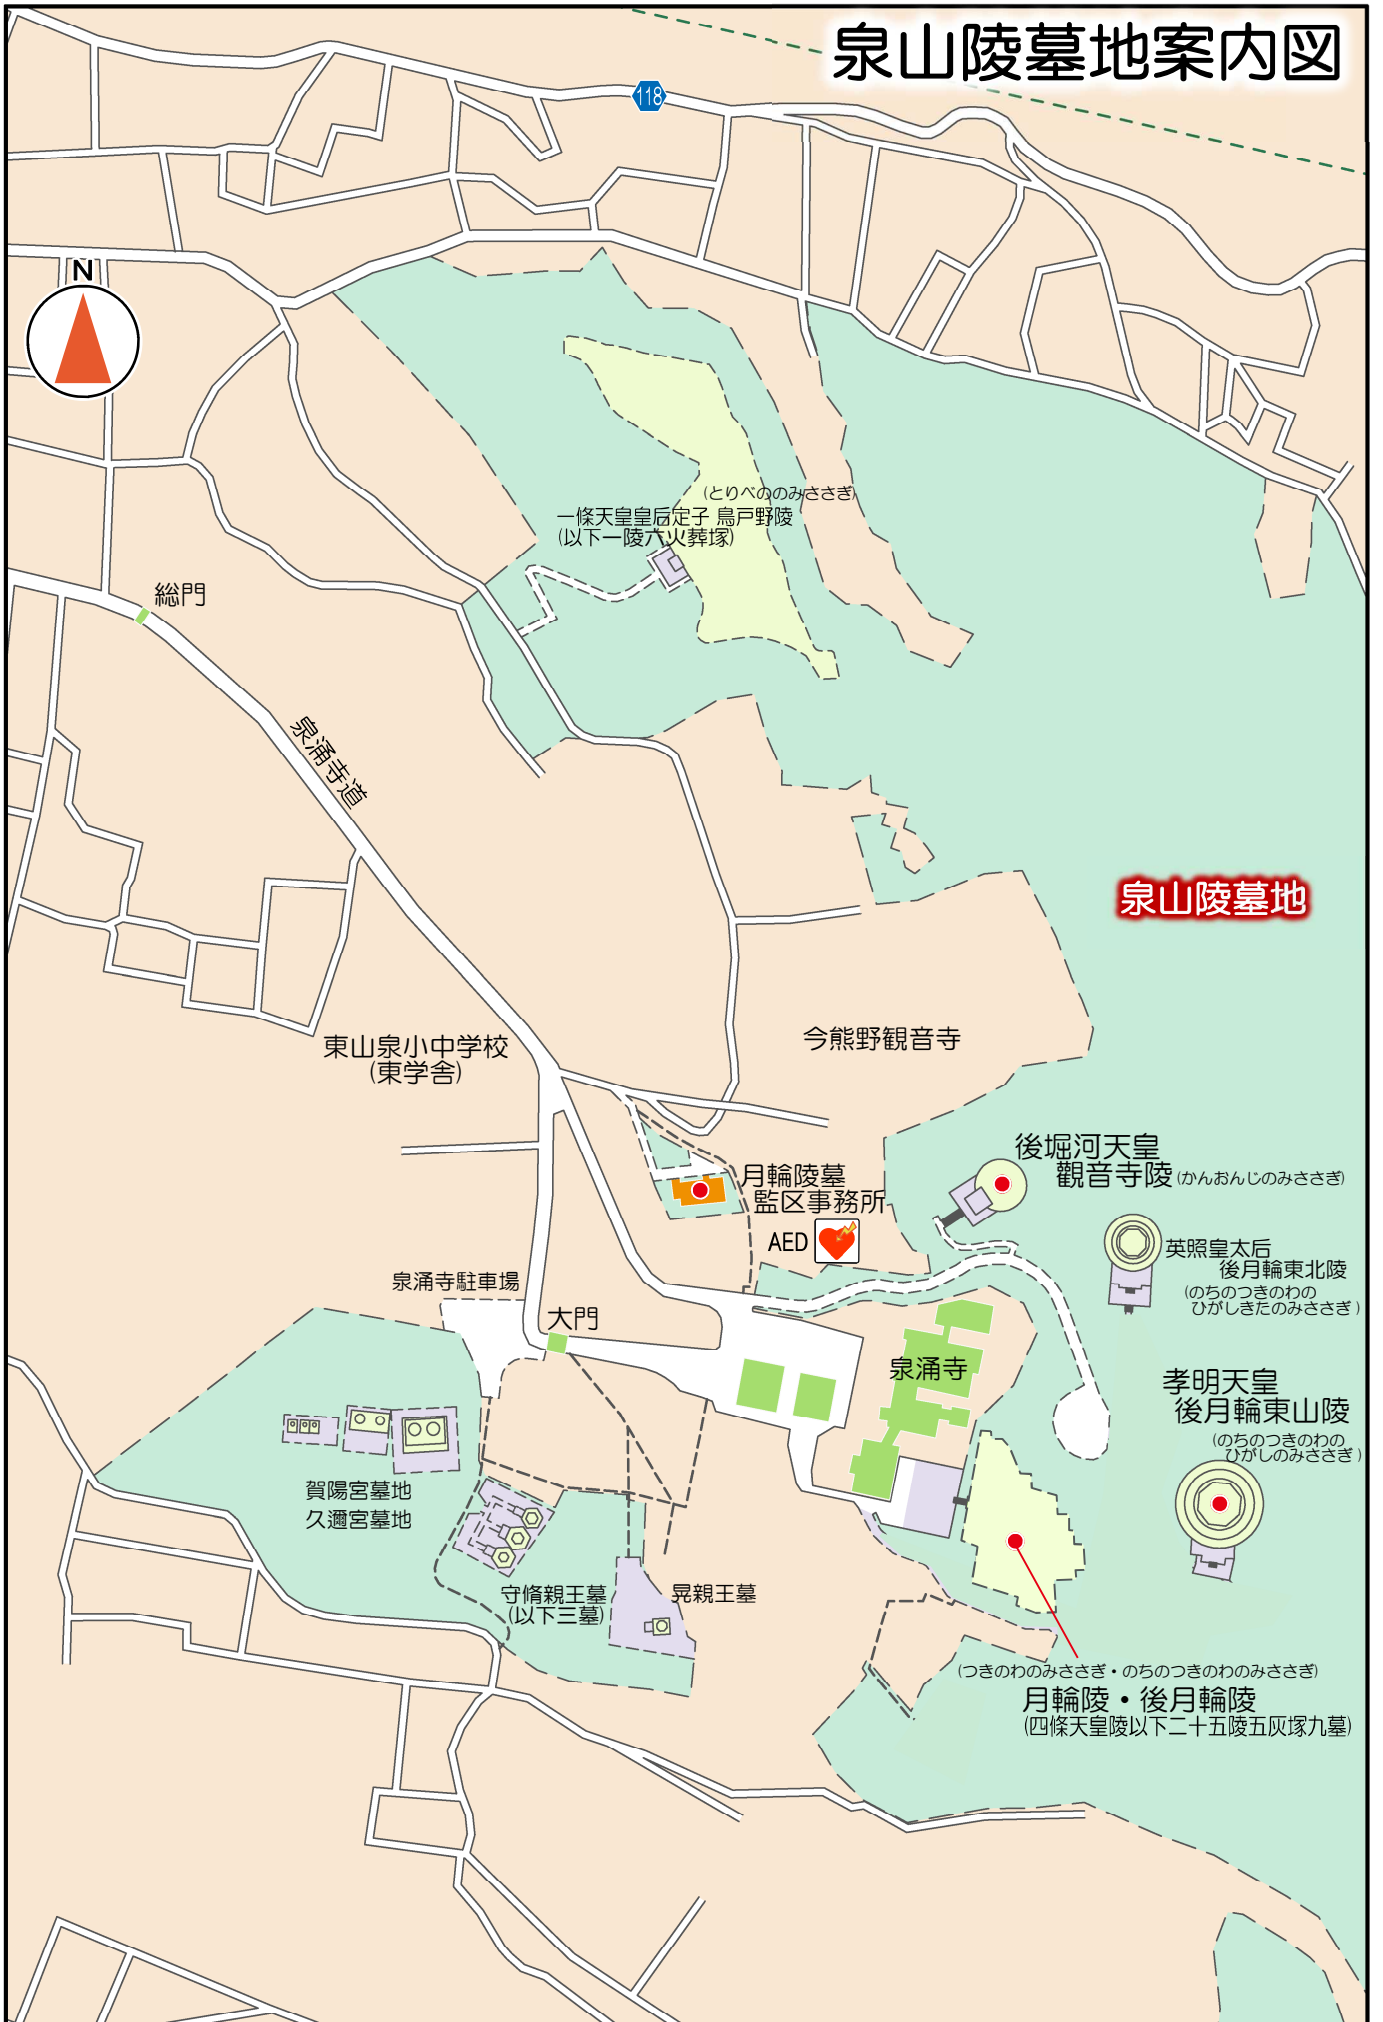 泉山陵墓地案内図
118
N
(とりべののみささぎ)
一條天皇皇后定子 鳥戸野陵
(以下一陵六火葬塚)
総門
泉涌寺道
泉山陵墓地
東山泉小中学校
(東学舎)
今熊野観音寺
後堀河天皇
觀音寺陵(かんおんじのみささぎ)
月輪陵墓
監区事務所
AED
英照皇太后
後月輪東北陵
(のちのつきのわの
ひがしきたのみささぎ)
泉涌寺駐車場
大門
泉涌寺
孝明天皇
後月輪東山陵
(のちのつきのわの
ひがしのみささぎ)
賀陽宮墓地
久邇宮墓地
守脩親王墓
(以下三墓)
晃親王墓
(つきのわのみささぎ・のちのつきのわのみささぎ)
月輪陵・後月輪陵
(四條天皇陵以下二十五陵五灰塚九墓)